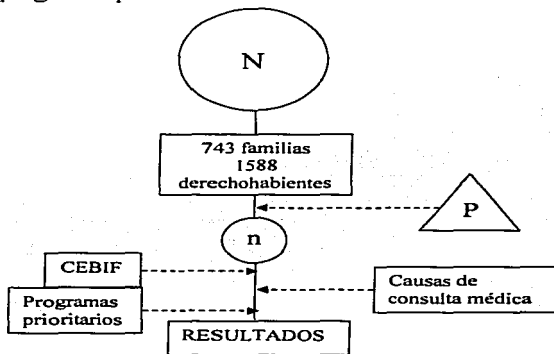 N
743 familias
1588
derechohabientes
P
n
CEBIF
Causas de
consulta médica
Programas
prioritarios
RESULTADOS